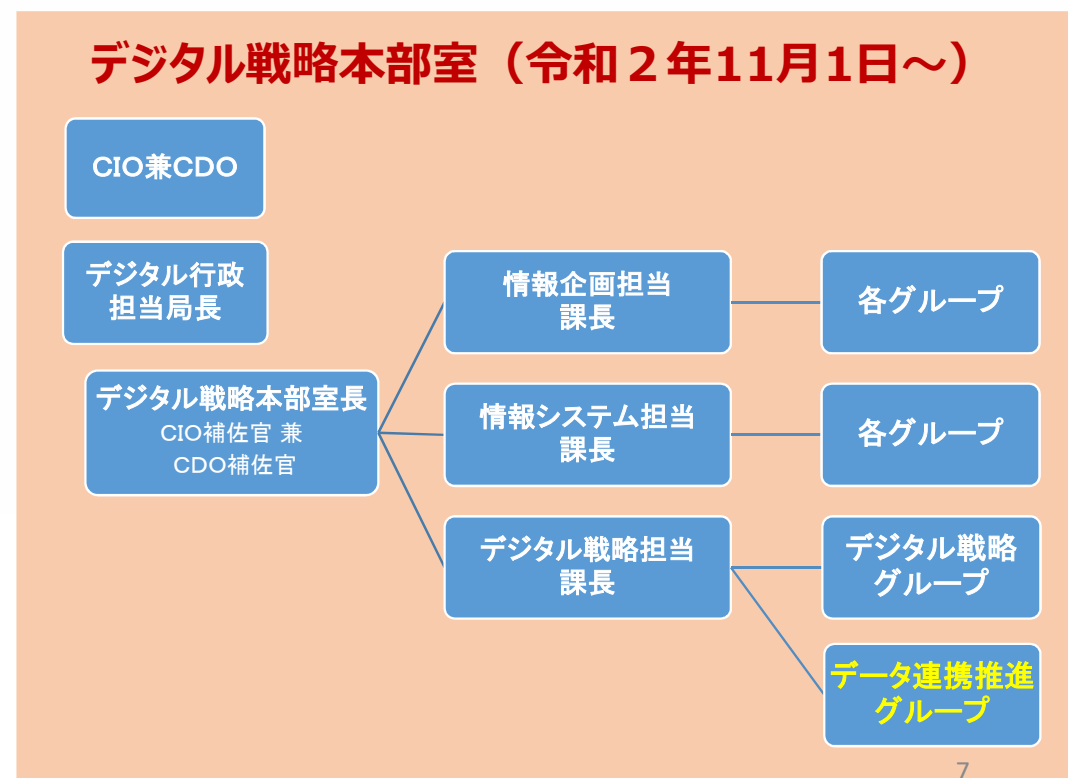 デジタル戦略本部室（令和２年11月1日～）
CIO兼CDO
デジタル行政
担当局長
デジタル戦略本部室長
CIO補佐官 兼
CDO補佐官
情報企画担当
課長
各グループ
情報システム担当
課長
各グループ
デジタル戦略担当
課長
デジタル戦略
グループ
データ連携推進
グループ
7